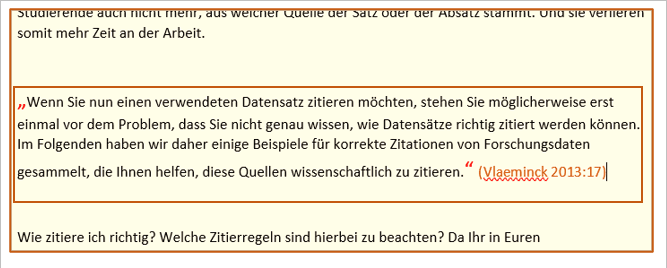 Studierende auch nicht mehr, aus welcher Quelle der Satz oder der Absatz stammt. Und sie verlieren
somit mehr Zeit an der Arbeit.
„Wenn Sie nun einen verwendeten Datensatz zitieren möchten, stehen Sie möglicherweise erst
einmal vor dem Problem, dass Sie nicht genau wissen, wie Datensätze richtig zitiert werden können.
Im Folgenden haben wir daher einige Beispiele für korrekte Zitationen von Forschungsdaten
gesammelt, die Ihnen helfen, diese Quellen wissenschaftlich zu zitieren.“ (Vlaeminck 2013:17)
Wie zitiere ich richtig? Welche Zitierregeln sind hierbei zu beachten? Da Ihr in Euren